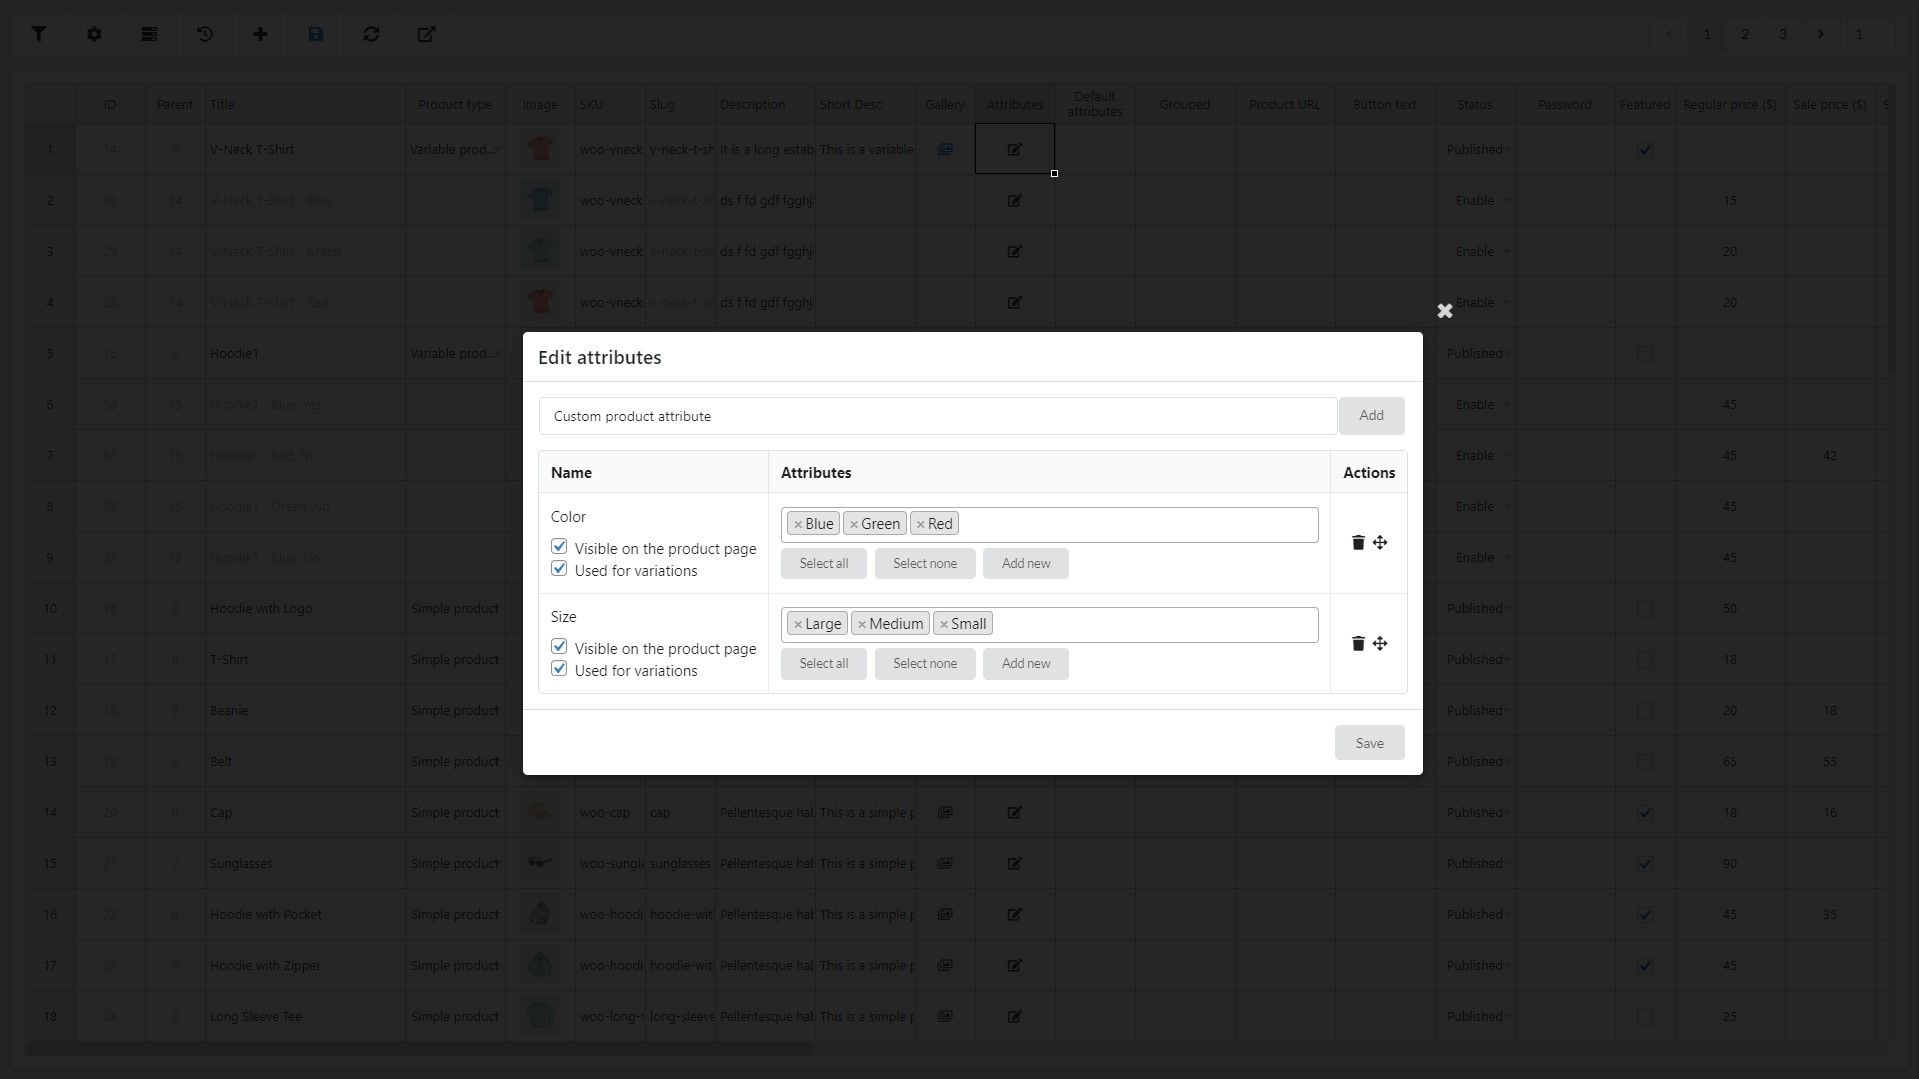 1 2 3 1
ID Parent Title Product type Image SKU Slug Description Short Desc Gallery Attributes Default attributes Grouped Product URL Button text Status Password Featured Regular price ($) Sale price ($) S
1 14 0 V-Neck T-Shirt Variable prod... woo-vneck v-neck-t-sh It is a long estab This is a variable Published
2 30 14 V-Neck T-Shirt - Blue woo-vneck v-neck-t-sh ds f fd gdf fgghj Enable 15
3 29 14 V-Neck T-Shirt - Green woo-vneck v-neck-t-sh ds f fd gdf fgghj Enable 20
4 28 14 V-Neck T-Shirt - Red woo-vneck v-neck-t-sh ds f fd gdf fgghj Enable 20
5 15 0 Hoodie1 Variable prod... Published
6 35 15 Hoodie1 - Blue, Yes Enable 45
7 31 15 Hoodie1 - Red, No Enable 45 42
8 32 15 Hoodie1 - Green, No Enable 45
9 33 15 Hoodie1 - Blue, No Enable 45
10 16 0 Hoodie with Logo Simple product Published 50
11 17 0 T-Shirt Simple product Published 18
12 18 0 Beanie Simple product Published 20 18
13 19 0 Belt Simple product Published 65 55
Edit attributes
Custom product attribute Add
Name Attributes Actions
Color
× Blue × Green × Red
Visible on the product page
Used for variations
Select all Select none Add new
Size
× Large × Medium × Small
Visible on the product page
Used for variations
Select all Select none Add new
Save
14 20 0 Cap Simple product woo-cap cap Pellentesque hab This is a simple p Published 18 16
15 21 0 Sunglasses Simple product woo-sungla sunglasses Pellentesque hab This is a simple p Published 90
16 22 0 Hoodie with Pocket Simple product woo-hoodi hoodie-with Pellentesque hab This is a simple p Published 45 35
17 23 0 Hoodie with Zipper Simple product woo-hoodi hoodie-with Pellentesque hab This is a simple p Published 45
18 24 0 Long Sleeve Tee Simple product woo-long-s long-sleeve Pellentesque hab This is a simple p Published 25